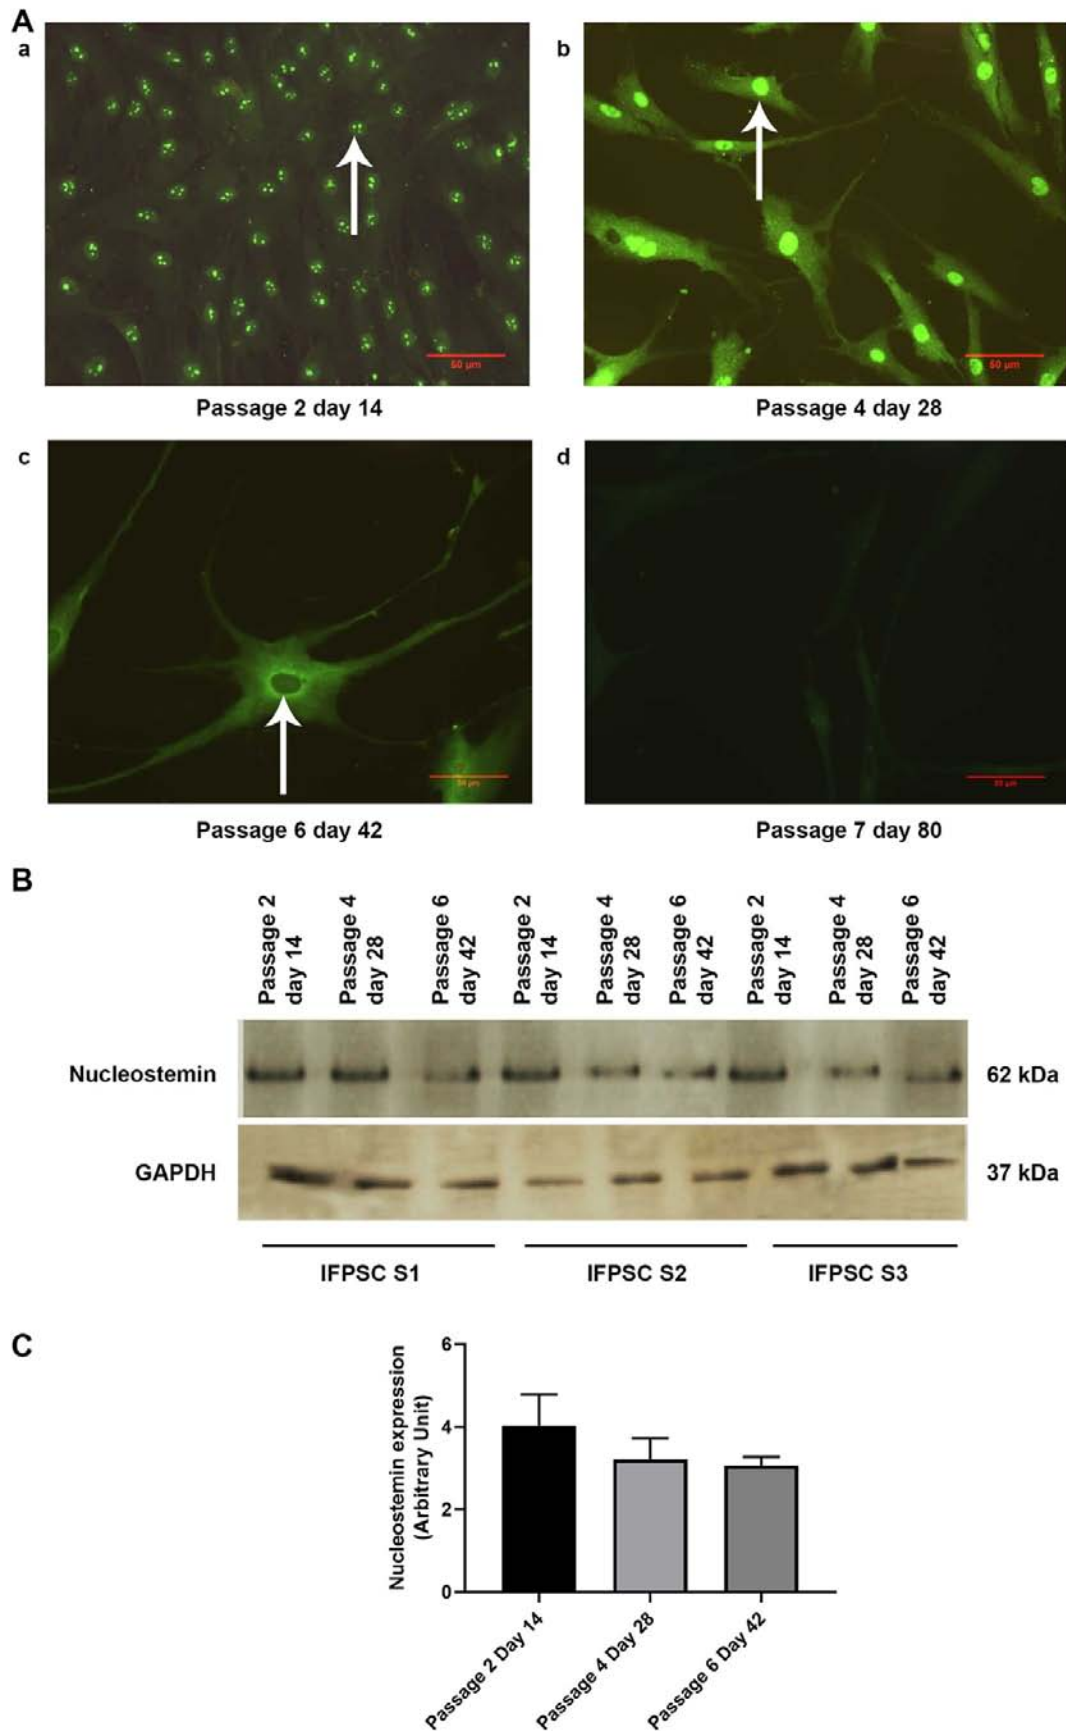 A
a
b
50 µm
50 µm
Passage 2 day 14
Passage 4 day 28
c
d
Passage 6 day 42
Passage 7 day 80
B
Passage 2
day 14
Passage 4
day 28
Passage 6
day 42
Passage 2
day 14
Passage 4
day 28
Passage 6
day 42
Passage 2
day 14
Passage 4
day 28
Passage 6
day 42
Nucleostemin
62 kDa
GAPDH
37 kDa
IFPSC S1
IFPSC S2
IFPSC S3
C
Nucleostemin expression
(Arbitrary Unit)
6
4
2
0
Passage 2 Day 14
Passage 4 Day 28
Passage 6 Day 42